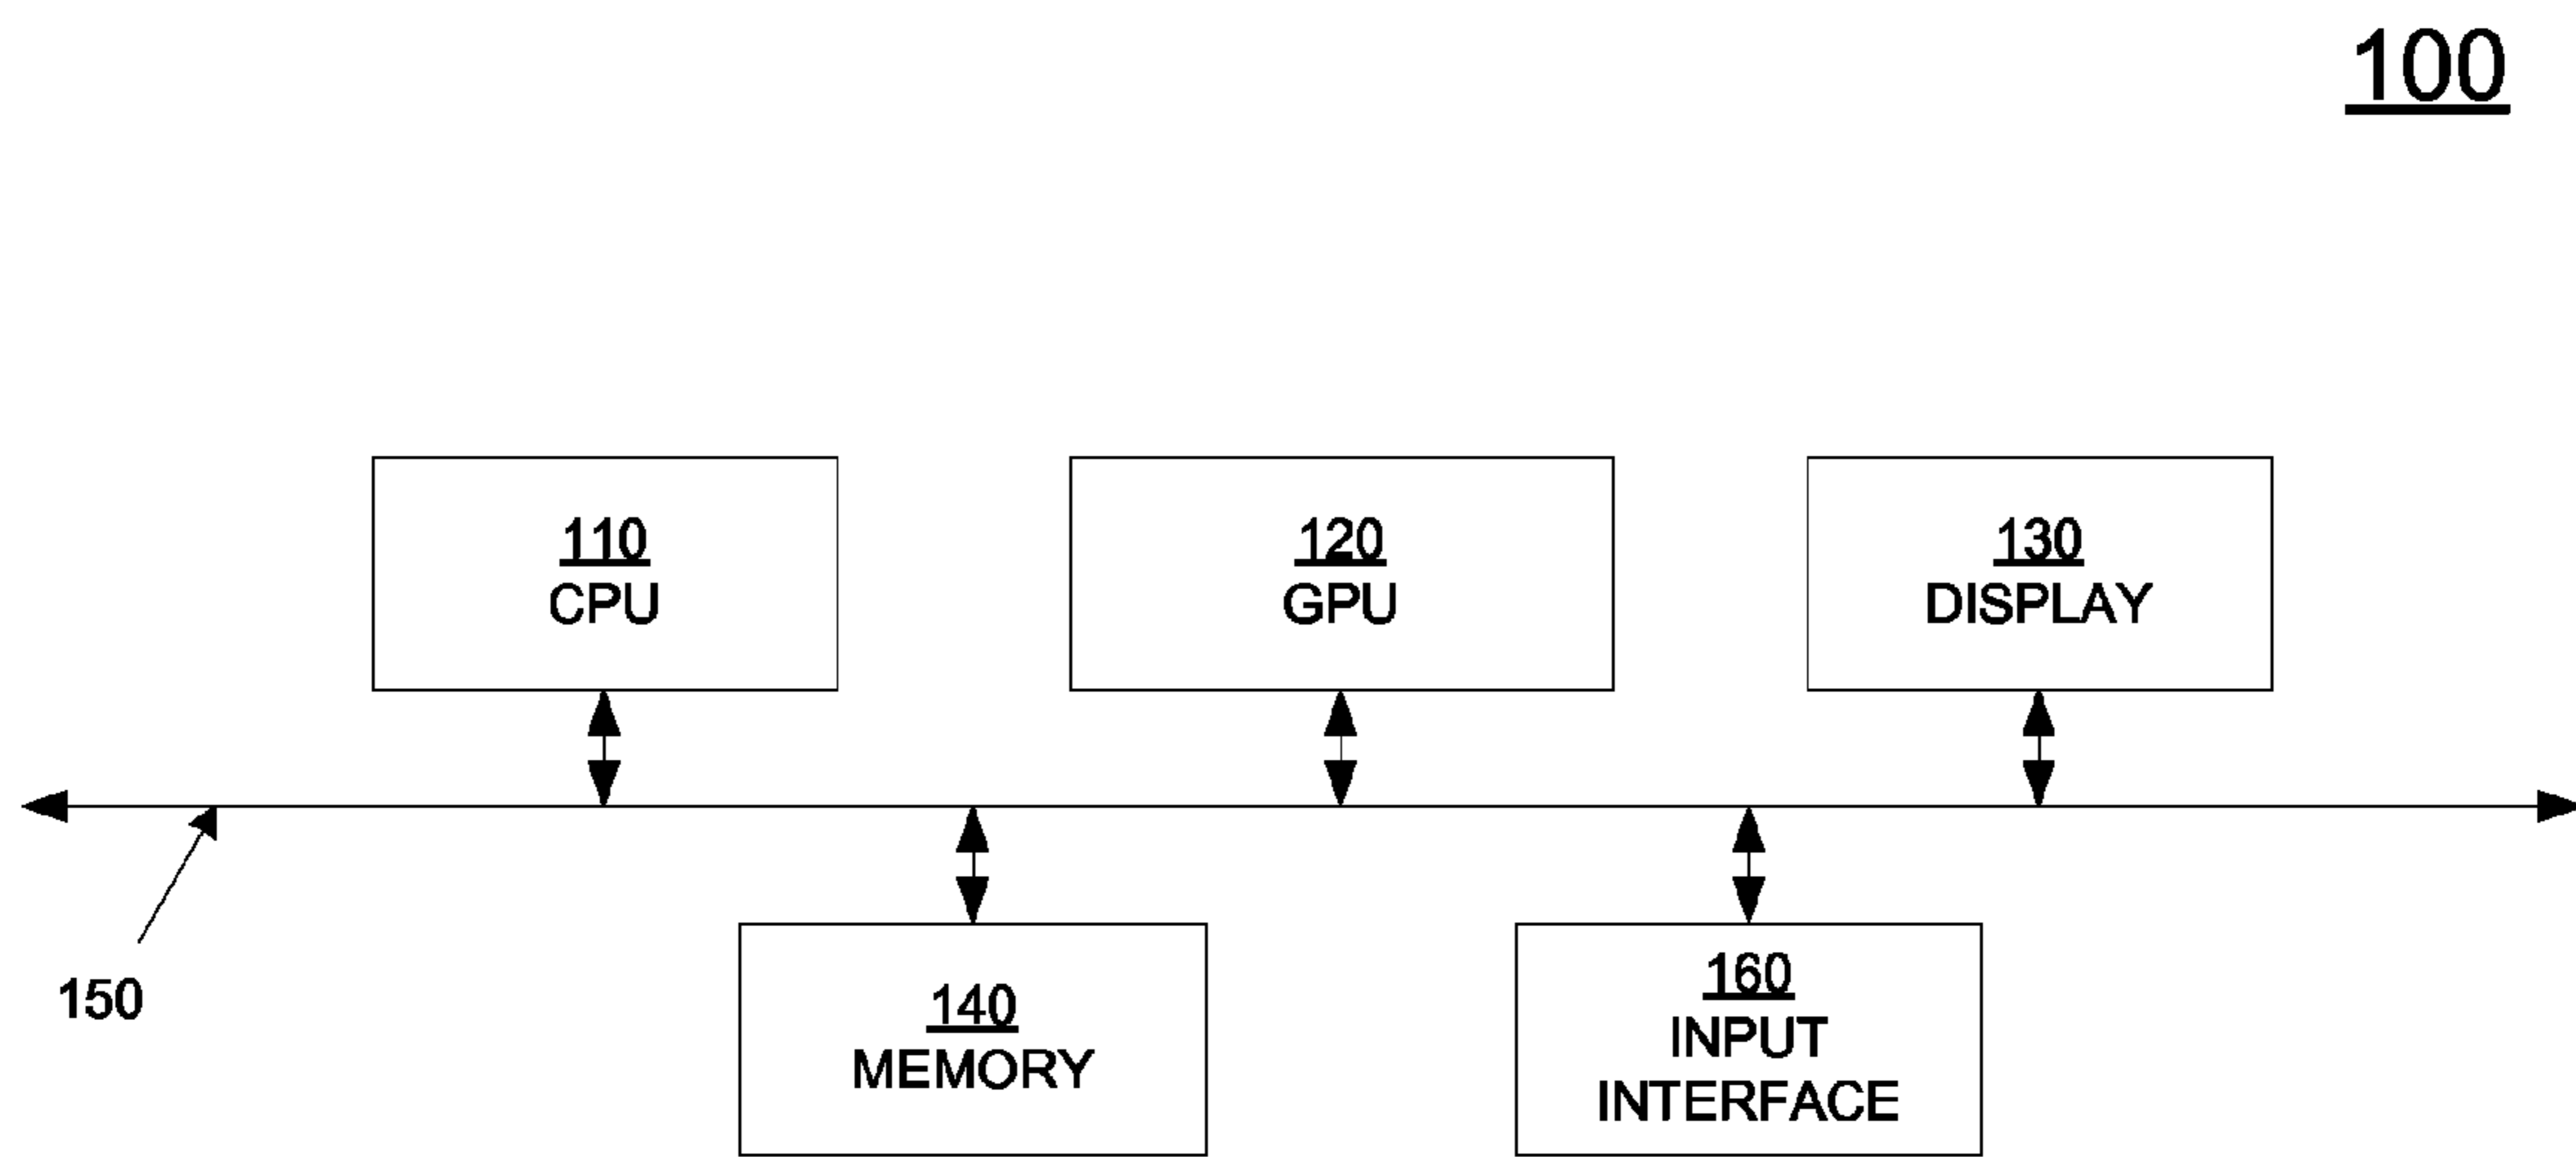 100
110
CPU
120
GPU
130
DISPLAY
150
140
MEMORY
160
INPUT
INTERFACE